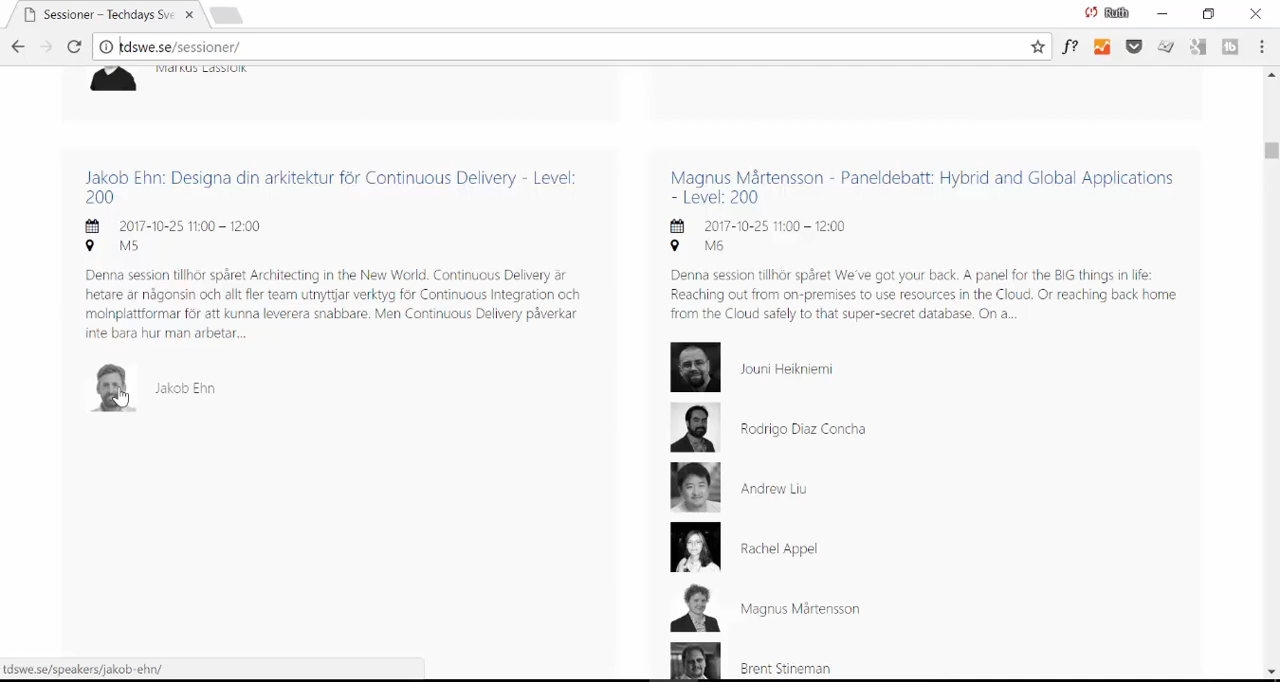 Sessioner – Techdays Sve
Ruth
tdswe.se/sessioner/
f?
Markus Lassfolk
Jakob Ehn: Designa din arkitektur för Continuous Delivery - Level:
200
2017-10-25 11:00 – 12:00
M5
Denna session tillhör spåret Architecting in the New World. Continuous Delivery är
hetare är någonsin och allt fler team utnyttjar verktyg för Continuous Integration och
molnplattformar för att kunna leverera snabbare. Men Continuous Delivery påverkar
inte bara hur man arbetar...
Jakob Ehn
Magnus Mårtensson - Paneldebatt: Hybrid and Global Applications
- Level: 200
2017-10-25 11:00 – 12:00
M6
Denna session tillhör spåret We´ve got your back. A panel for the BIG things in life:
Reaching out from on-premises to use resources in the Cloud. Or reaching back home
from the Cloud safely to that super-secret database. On a...
Jouni Heikniemi
Rodrigo Diaz Concha
Andrew Liu
Rachel Appel
Magnus Mårtensson
Brent Stineman
tdswe.se/speakers/jakob-ehn/